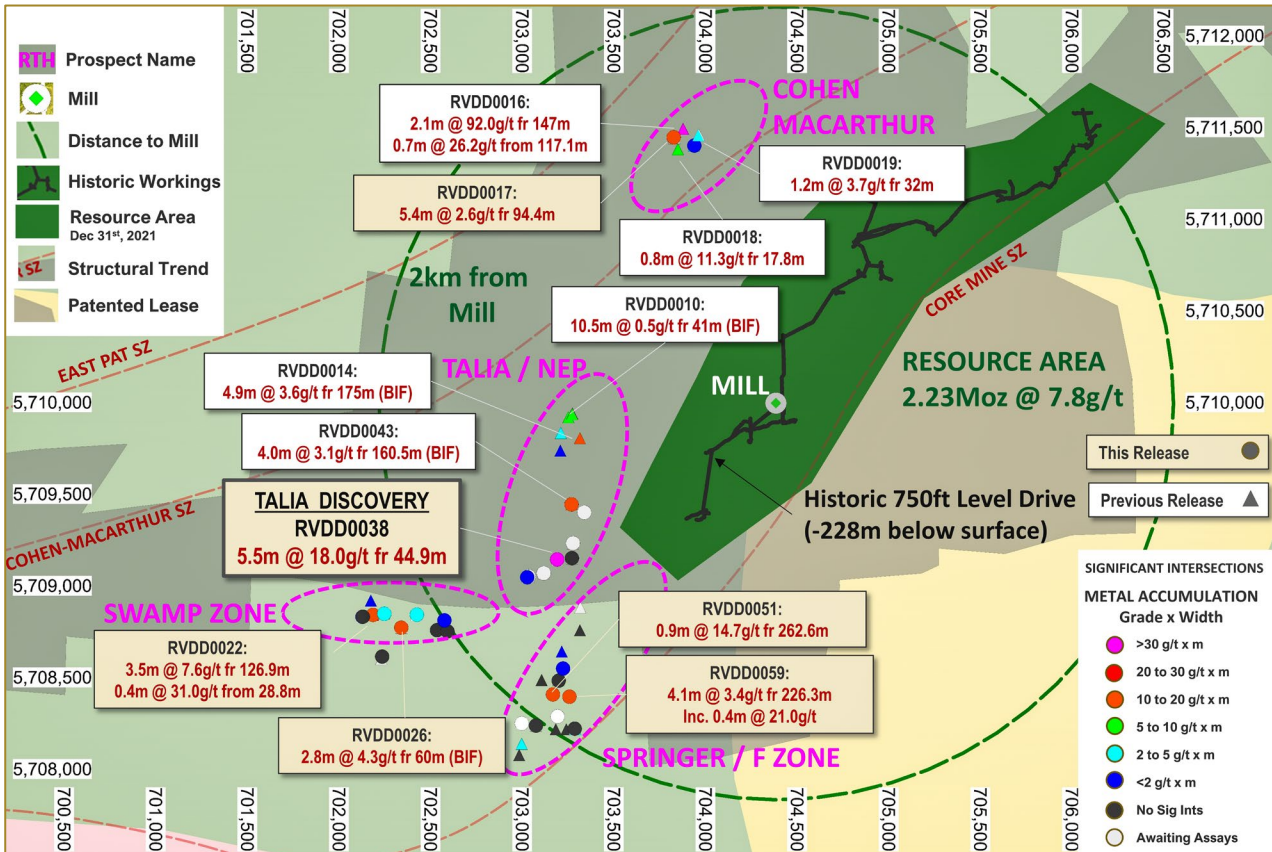 RTH Prospect Name
Mill
Distance to Mill
Historic Workings
Resource Area
Dec 31st, 2021
SZ Structural Trend
Patented Lease
701,500
702,000
702,500
703,000
703,500
704,000
704,500
705,000
705,500
706,000
706,500
5,712,000
5,711,500
5,711,000
5,710,500
5,710,000
COHEN
MACARTHUR
RVDD0016:
2.1m @ 92.0g/t fr 147m
0.7m @ 26.2g/t from 117.1m
RVDD0017:
5.4m @ 2.6g/t fr 94.4m
RVDD0019:
1.2m @ 3.7g/t fr 32m
RVDD0018:
0.8m @ 11.3g/t fr 17.8m
2km from
Mill
RVDD0010:
10.5m @ 0.5g/t fr 41m (BIF)
CORE MINE SZ
EAST PAT SZ
TALIA / NEP
RVDD0014:
4.9m @ 3.6g/t fr 175m (BIF)
RVDD0043:
4.0m @ 3.1g/t fr 160.5m (BIF)
MILL
RESOURCE AREA
2.23Moz @ 7.8g/t
This Release
Previous Release
5,710,000
5,709,500
5,709,000
5,708,500
5,708,000
COHEN-MACARTHUR SZ
TALIA DISCOVERY
RVDD0038
5.5m @ 18.0g/t fr 44.9m
Historic 750ft Level Drive
(-228m below surface)
SWAMP ZONE
RVDD0022:
3.5m @ 7.6g/t fr 126.9m
0.4m @ 31.0g/t from 28.8m
RVDD0026:
2.8m @ 4.3g/t fr 60m (BIF)
RVDD0051:
0.9m @ 14.7g/t fr 262.6m
RVDD0059:
4.1m @ 3.4g/t fr 226.3m
Inc. 0.4m @ 21.0g/t
SPRINGER / F ZONE
SIGNIFICANT INTERSECTIONS
METAL ACCUMULATION
Grade x Width
>30 g/t x m
20 to 30 g/t x m
10 to 20 g/t x m
5 to 10 g/t x m
2 to 5 g/t x m
<2 g/t x m
No Sig Ints
Awaiting Assays
700,500
701,000
701,500
702,000
702,500
703,000
703,500
704,000
704,500
705,000
705,500
706,000